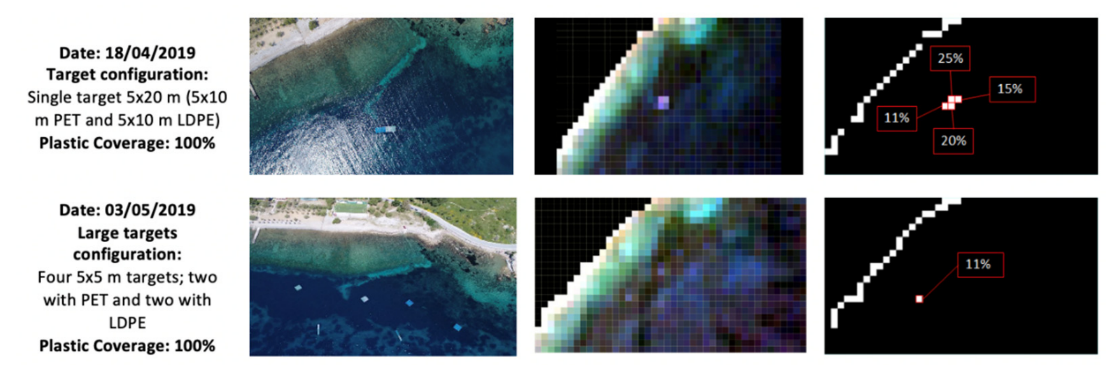 Date: 18/04/2019
Target configuration:
Single target 5x20 m (5x10
m PET and 5x10 m LDPE)
Plastic Coverage: 100%
25%
15%
11%
20%
Date: 03/05/2019
Large targets
configuration:
Four 5x5 m targets; two
with PET and two with
LDPE
Plastic Coverage: 100%
11%